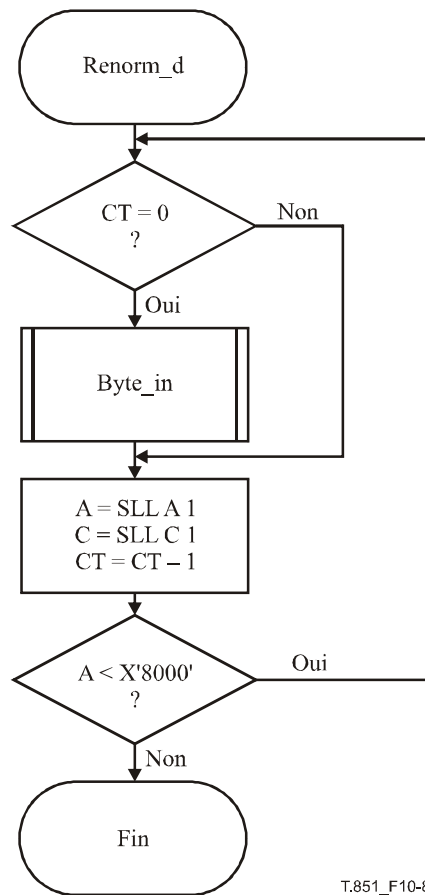 Renorm_d
CT = 0
?
Non
Oui
Byte_in
A = SLL A 1
C = SLL C 1
CT = CT – 1
A < X'8000'
?
Oui
Non
Fin
T.851_F10-8